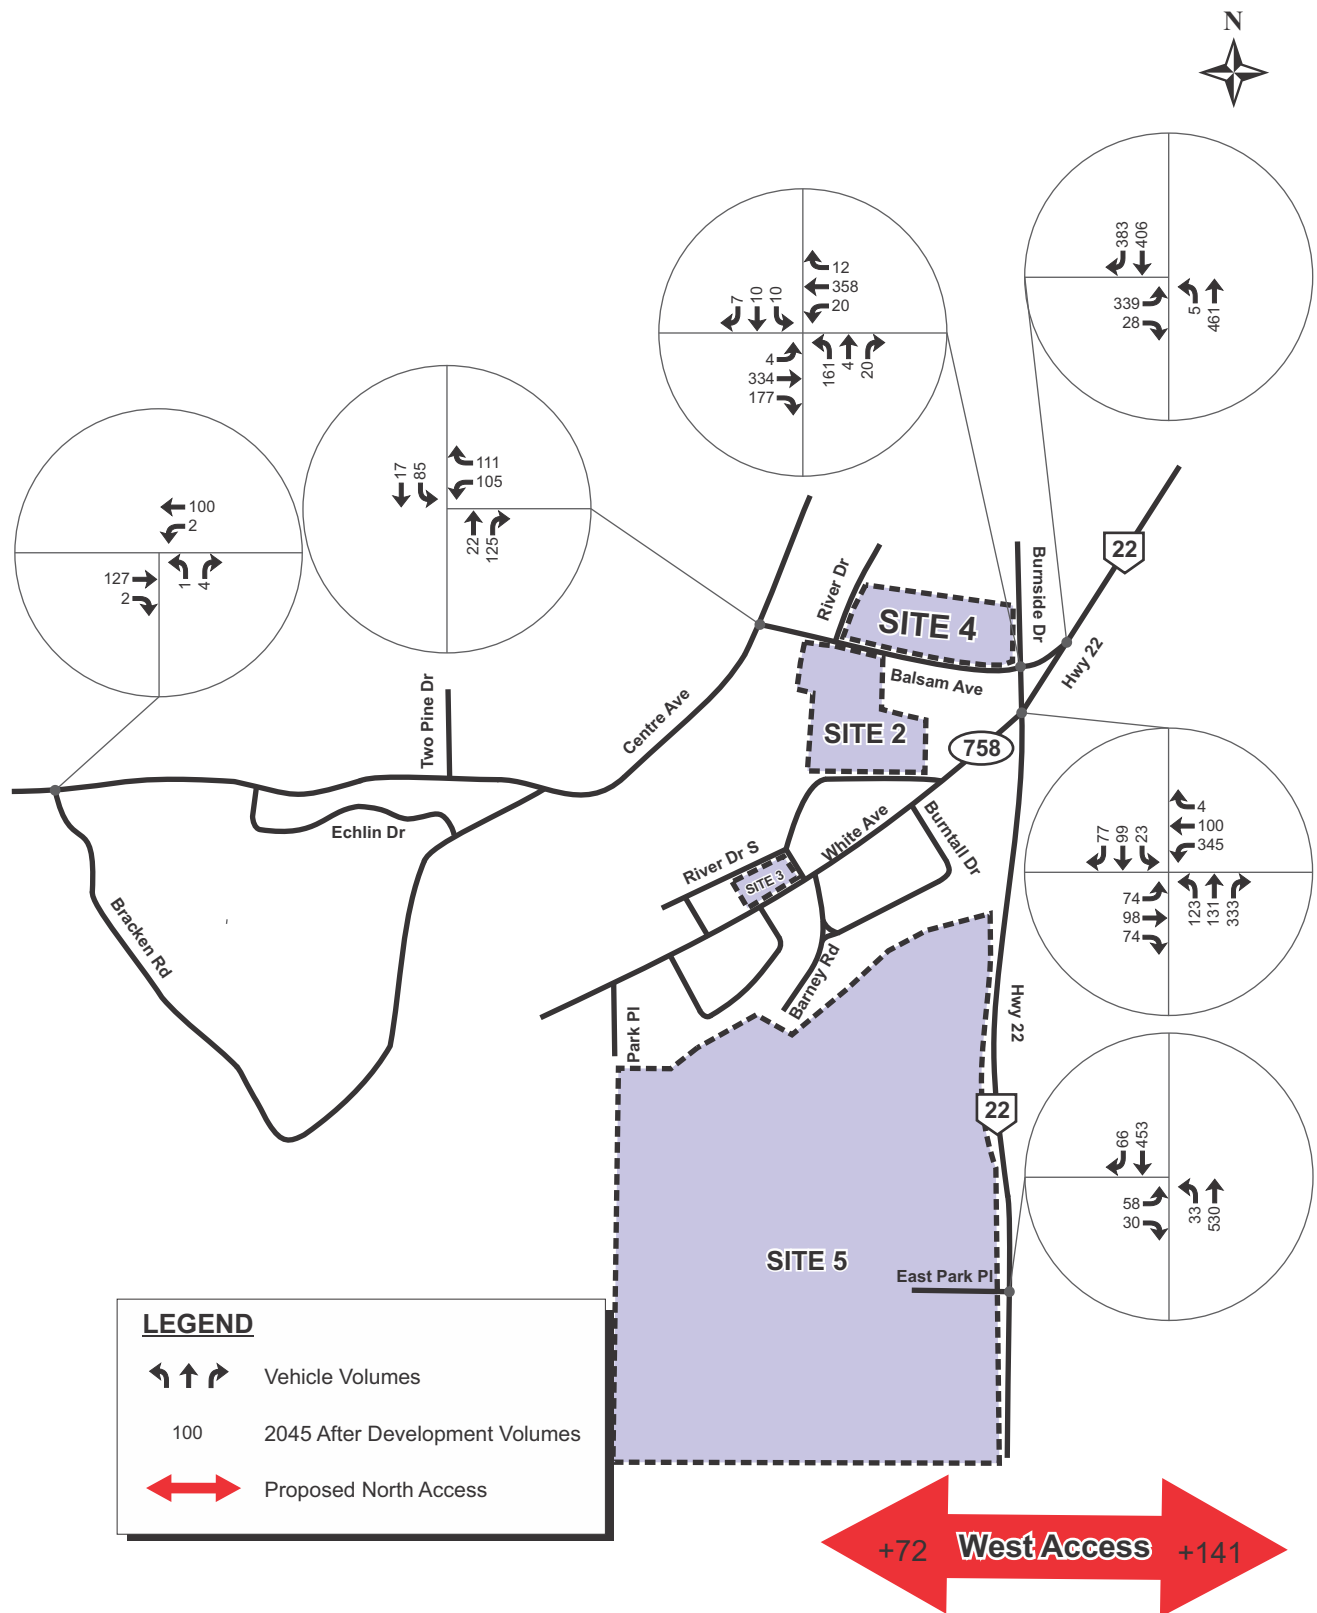 N
383
406
339
28
5
461
12
358
20
7
10
10
4
334
177
161
4
20
111
105
17
85
22
125
100
2
127
2
1
4
22
River Dr
Burnside Dr
SITE 4
Hwy 22
Balsam Ave
Two Pine Dr
Centre Ave
SITE 2
758
Echlin Dr
White Ave
Burntall Dr
River Dr S
SITE 3
4
100
345
77
99
23
74
98
74
123
131
333
Bracken Rd
Barney Rd
Hwy 22
Park Pl
22
66
453
58
30
33
530
SITE 5
East Park Pl
LEGEND
Vehicle Volumes
100 2045 After Development Volumes
Proposed North Access
+72 West Access +141